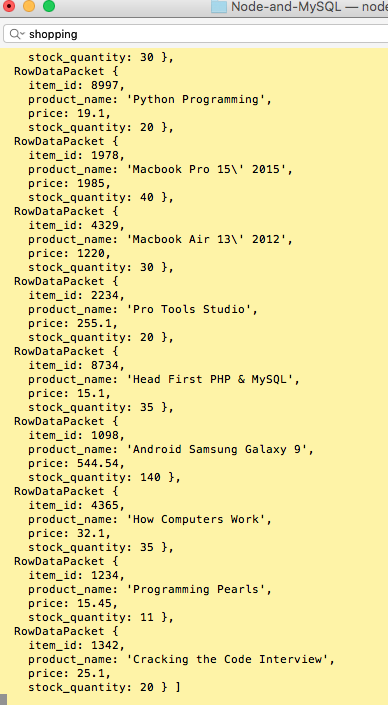 Node-and-MySQL — node
shopping
stock_quantity: 30 },
RowDataPacket {
item_id: 8997,
product_name: 'Python Programming',
price: 19.1,
stock_quantity: 20 },
RowDataPacket {
item_id: 1978,
product_name: 'Macbook Pro 15\' 2015',
price: 1985,
stock_quantity: 40 },
RowDataPacket {
item_id: 4329,
product_name: 'Macbook Air 13\' 2012',
price: 1220,
stock_quantity: 30 },
RowDataPacket {
item_id: 2234,
product_name: 'Pro Tools Studio',
price: 255.1,
stock_quantity: 20 },
RowDataPacket {
item_id: 8734,
product_name: 'Head First PHP & MySQL',
price: 15.1,
stock_quantity: 35 },
RowDataPacket {
item_id: 1098,
product_name: 'Android Samsung Galaxy 9',
price: 544.54,
stock_quantity: 140 },
RowDataPacket {
item_id: 4365,
product_name: 'How Computers Work',
price: 32.1,
stock_quantity: 35 },
RowDataPacket {
item_id: 1234,
product_name: 'Programming Pearls',
price: 15.45,
stock_quantity: 11 },
RowDataPacket {
item_id: 1342,
product_name: 'Cracking the Code Interview',
price: 25.1,
stock_quantity: 20 } ]